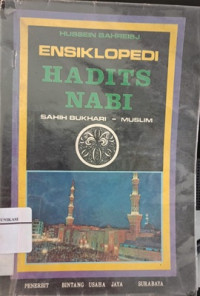 HUSSEIN BAHREISJ
ENSIKLOPEDI
HADITS
NABI
SAHIH BUKHARI - MUSLIM
PENERBIT BINTANG USAHA JAYA SURABAYA